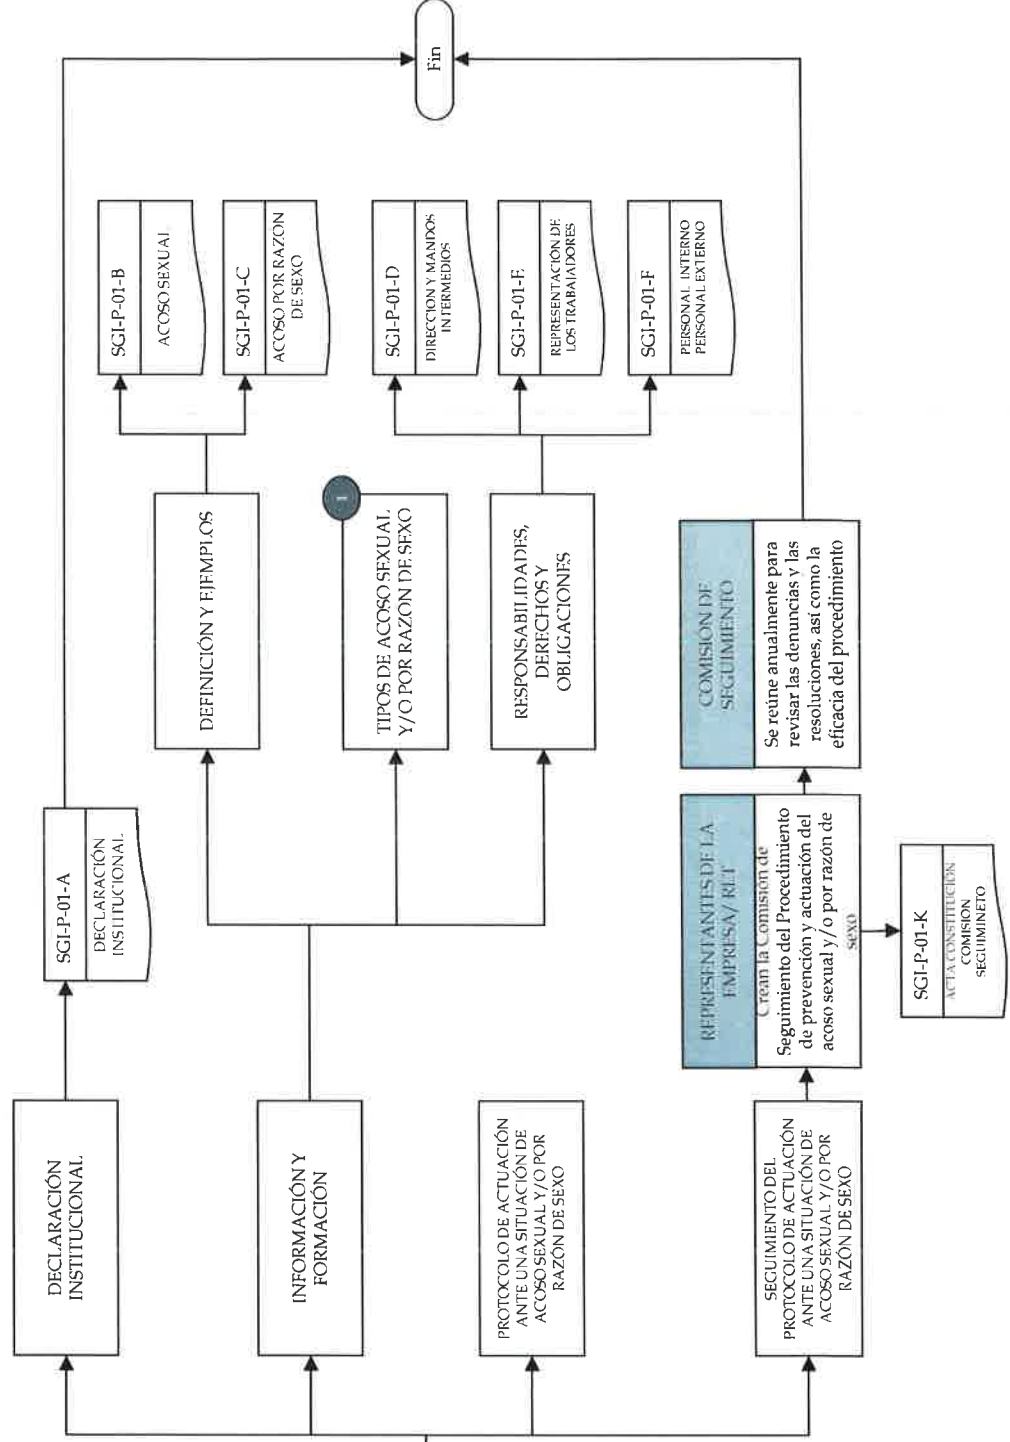 DECLARACIÓN
INSTITUCIONAL
SGI-P-01-A
DECLARACIÓN
INSTITUCIONAL
INFORMACIÓN Y
FORMACIÓN
DEFINICIÓN Y EJEMPLOS
SGI-P-01-B
ACOSO SEXUAL
SGI-P-01-C
ACOSO POR RAZON
DE SEXO
TIPOS DE ACOSO SEXUAL
Y/O POR RAZON DE SEXO
1
RESPONSABILIDADES,
DERECHOS Y
OBLIGACIONES
SGI-P-01-D
DIRECCION Y MANDOS
INTERMEDIOS
SGI-P-01-E
REPRESENTACIÓN DE
LOS TRABAJADORES
SGI-P-01-F
PERSONAL INTERNO
PERSONAL EXTERNO
PROTOCOLO DE ACTUACIÓN
ANTE UNA SITUACIÓN DE
ACOSO SEXUAL Y/O POR
RAZÓN DE SEXO
SEGUIMIENTO DEL
PROTOCOLO DE ACTUACIÓN
ANTE UNA SITUACIÓN DE
ACOSO SEXUAL Y/O POR
RAZÓN DE SEXO
REPRESENTANTES DE LA
EMPRESA/ RLT
Crean la Comisión de
Seguimiento del Procedimiento
de prevención y actuación del
acoso sexual y/o por razón de
sexo
SGI-P-01-K
ACTA CONSTITUCIÓN
COMISION
SEGUIMINETO
COMISIÓN DE
SEGUIMIENTO
Se reúne anualmente para
revisar las denuncias y las
resoluciones, así como la
eficacia del procedimiento
Fin